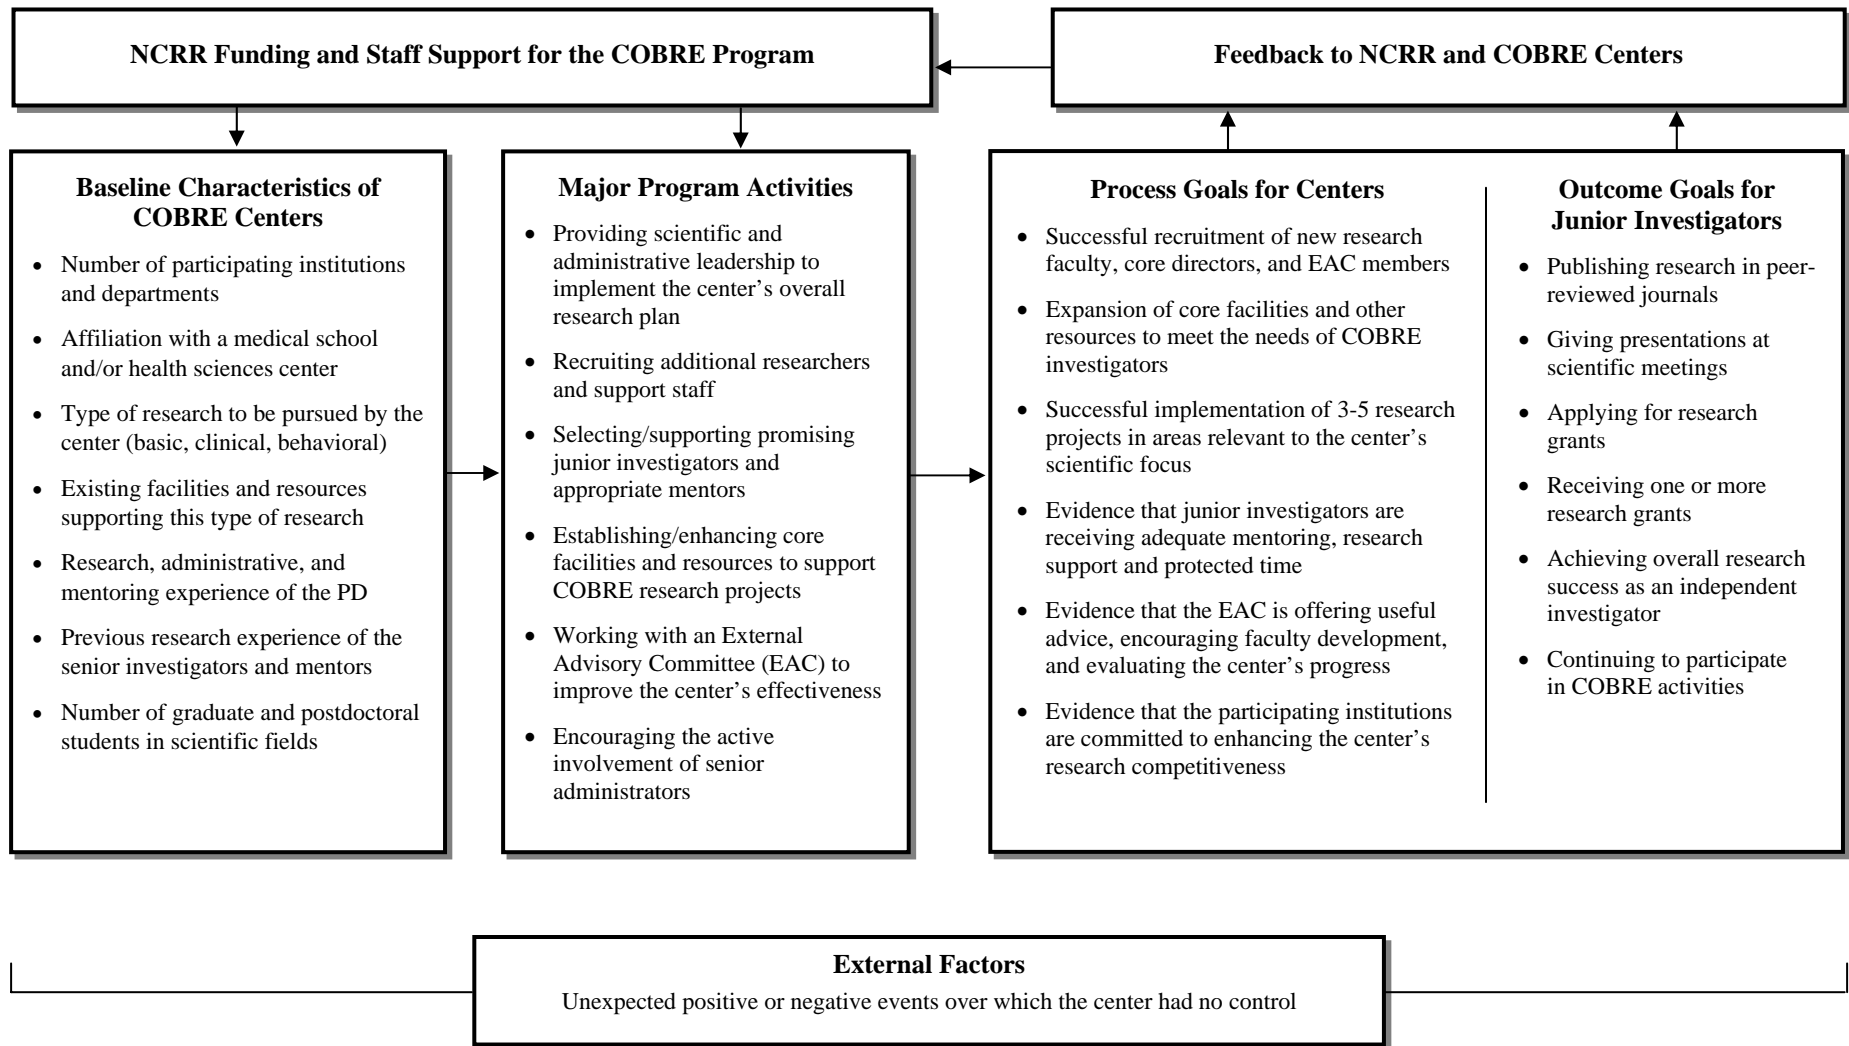 NCRR Funding and Staff Support for the COBRE Program
Feedback to NCRR and COBRE Centers
Baseline Characteristics of
COBRE Centers
• Number of participating institutions
and departments
• Affiliation with a medical school
and/or health sciences center
• Type of research to be pursued by the
center (basic, clinical, behavioral)
• Existing facilities and resources
supporting this type of research
• Research, administrative, and
mentoring experience of the PD
• Previous research experience of the
senior investigators and mentors
• Number of graduate and postdoctoral
students in scientific fields
Major Program Activities
• Providing scientific and
administrative leadership to
implement the center’s overall
research plan
• Recruiting additional researchers
and support staff
• Selecting/supporting promising
junior investigators and
appropriate mentors
• Establishing/enhancing core
facilities and resources to support
COBRE research projects
• Working with an External
Advisory Committee (EAC) to
improve the center’s effectiveness
• Encouraging the active
involvement of senior
administrators
Process Goals for Centers
• Successful recruitment of new research
faculty, core directors, and EAC members
• Expansion of core facilities and other
resources to meet the needs of COBRE
investigators
• Successful implementation of 3-5 research
projects in areas relevant to the center’s
scientific focus
• Evidence that junior investigators are
receiving adequate mentoring, research
support and protected time
• Evidence that the EAC is offering useful
advice, encouraging faculty development,
and evaluating the center’s progress
• Evidence that the participating institutions
are committed to enhancing the center’s
research competitiveness
Outcome Goals for
Junior Investigators
• Publishing research in peer-
reviewed journals
• Giving presentations at
scientific meetings
• Applying for research
grants
• Receiving one or more
research grants
• Achieving overall research
success as an independent
investigator
• Continuing to participate
in COBRE activities
External Factors
Unexpected positive or negative events over which the center had no control